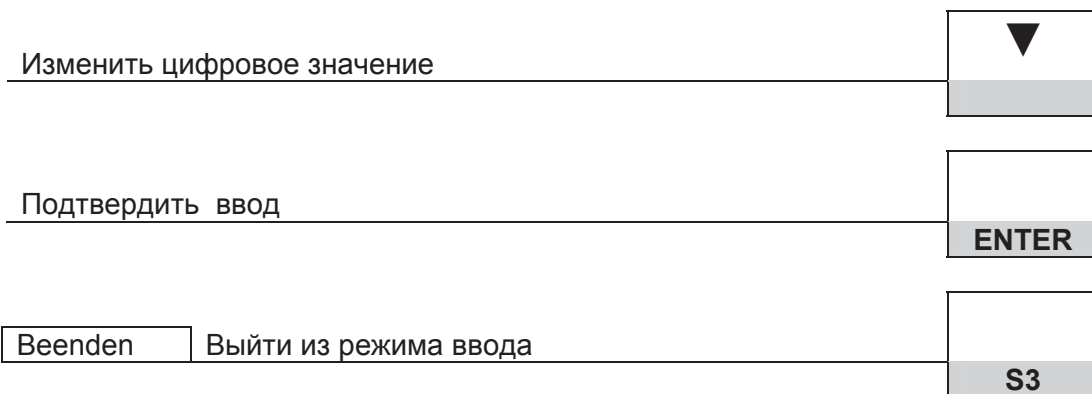 ▼
Изменить цифровое значение
Подтвердить ввод
ENTER
Beenden Выйти из режима ввода
S3